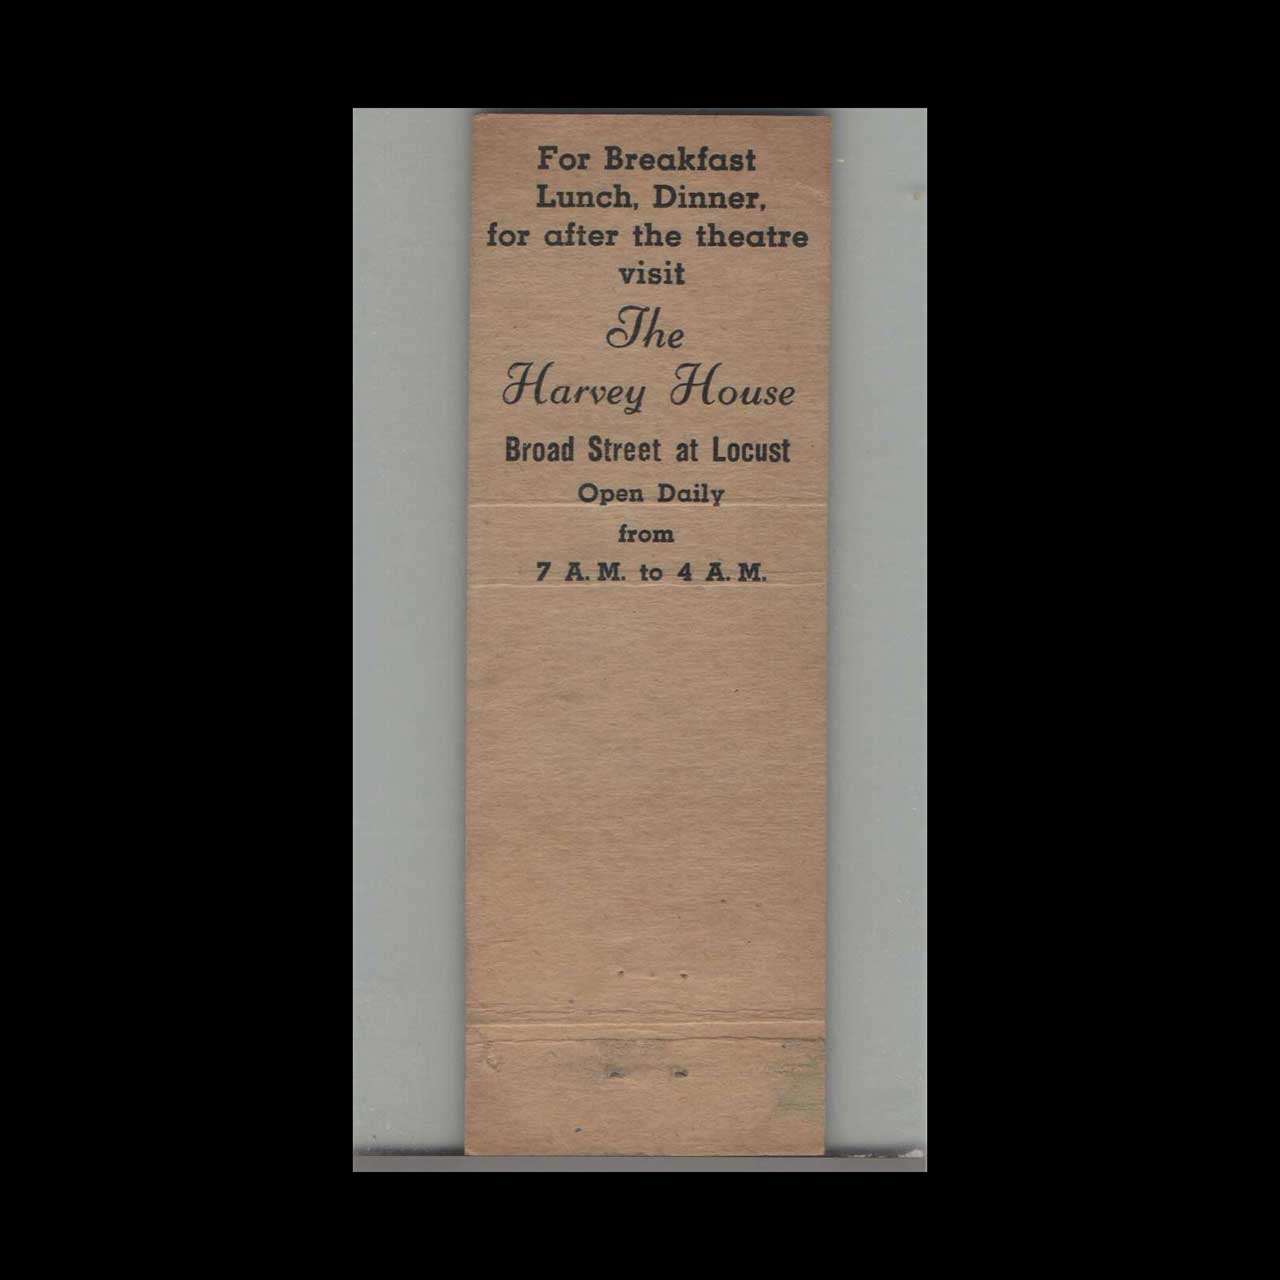 For Breakfast
Lunch, Dinner,
for after the theatre
visit
The
Harvey House
Broad Street at Locust
Open Daily
from
7 A. M. to 4 A. M.